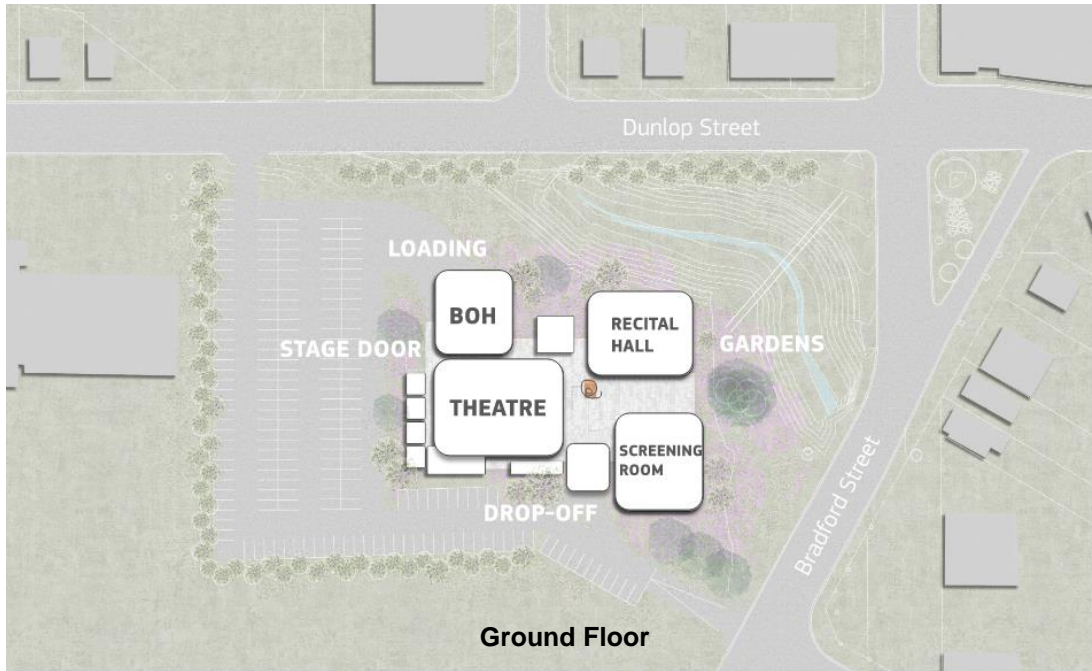 Dunlop Street
LOADING
BOH
RECITAL
HALL
STAGE DOOR
GARDENS
THEATRE
SCREENING
ROOM
DROP-OFF
Bradford Street
Ground Floor